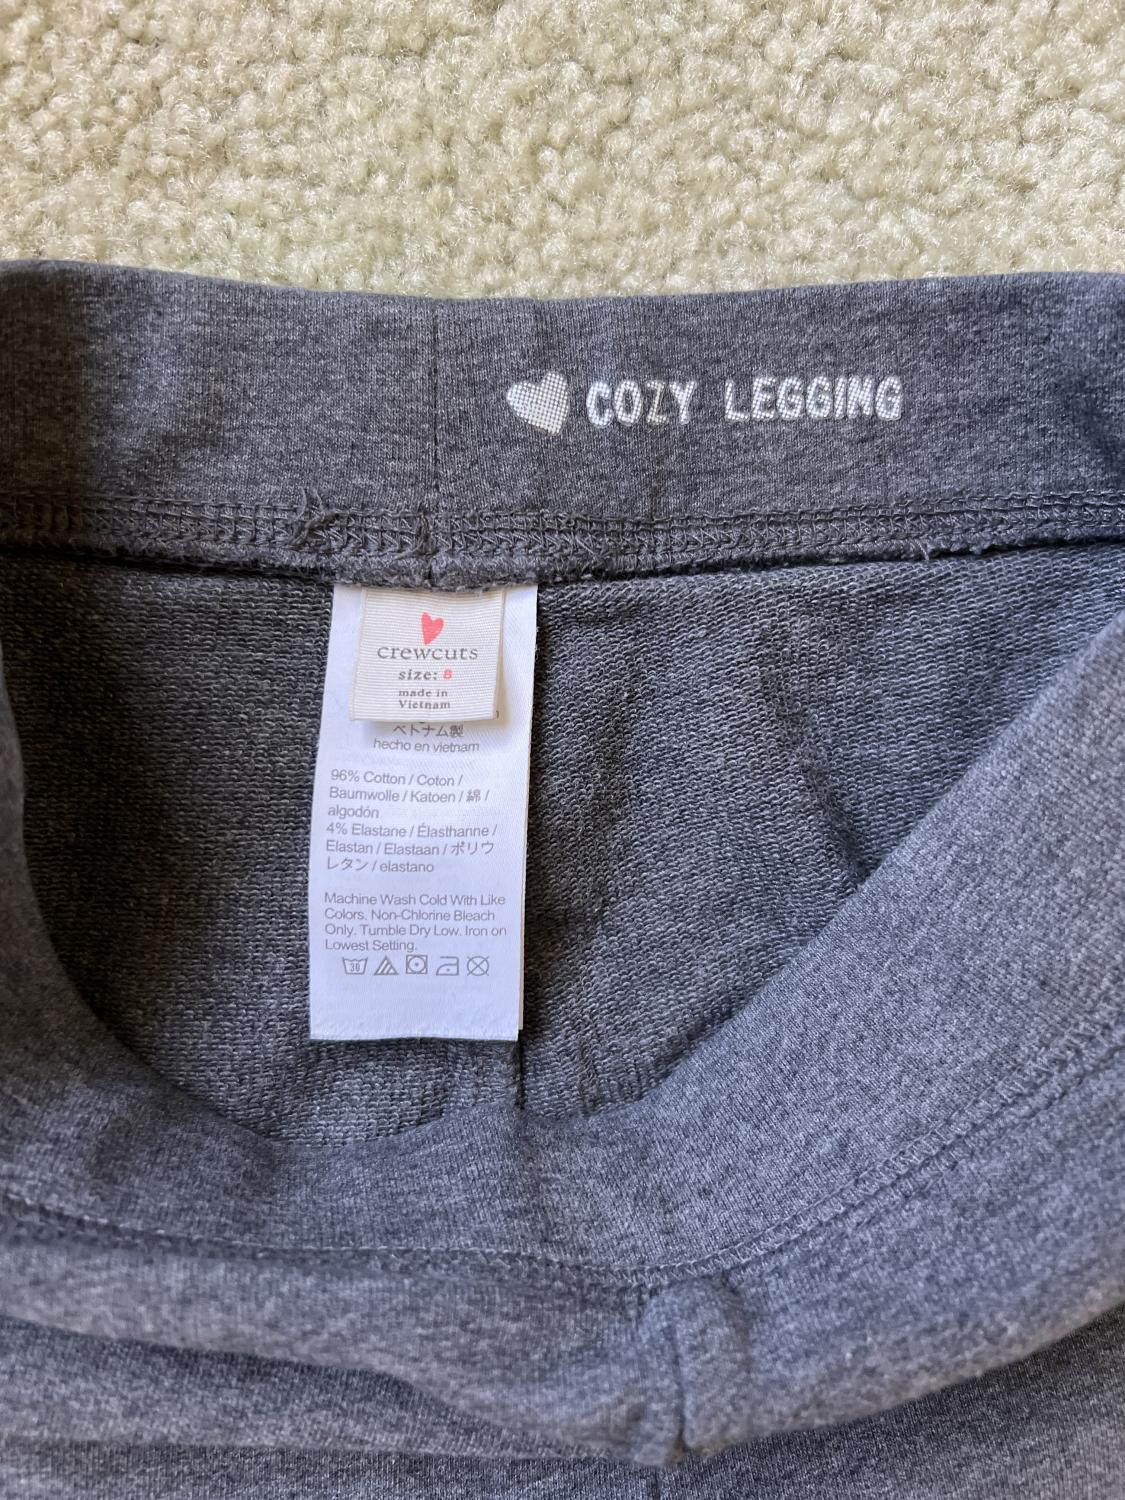 COZY LEGGING
crewcuts
size: 8
made in
Vietnam
ベトナム製
hecho en vietnam
96% Cotton / Coton /
Baumwolle / Katoen / 綿 /
algodón
4% Elastane / Élasthanne /
Elastan / Elastaan / ポリウ
レタン / elastano
Machine Wash Cold With Like
Colors. Non-Chlorine Bleach
Only. Tumble Dry Low. Iron on
Lowest Setting.
30